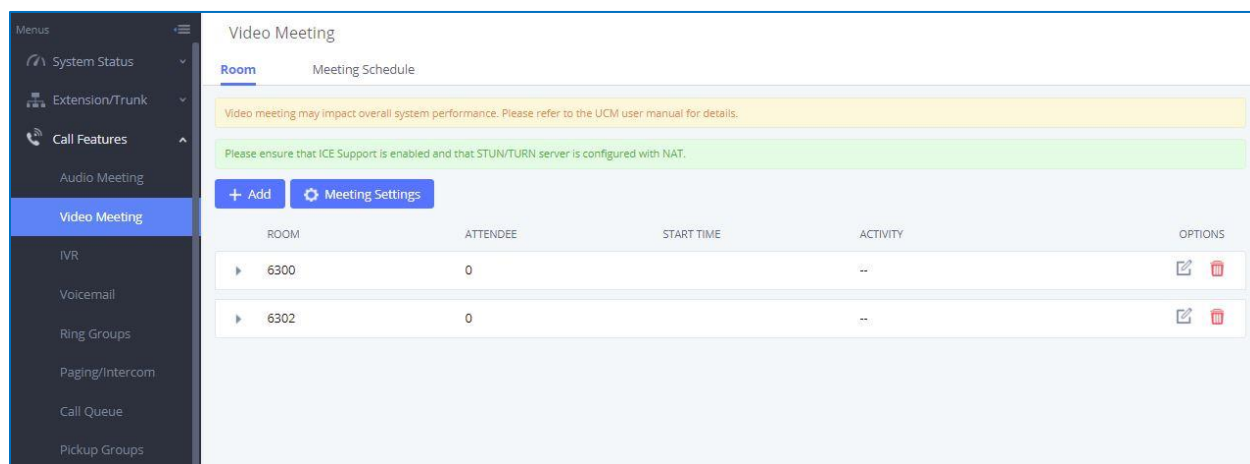 Menus
System Status
Extension/Trunk
Call Features
Audio Meeting
Video Meeting
IVR
Voicemail
Ring Groups
Paging/Intercom
Call Queue
Pickup Groups
Video Meeting
Room Meeting Schedule
Video meeting may impact overall system performance. Please refer to the UCM user manual for details.
Please ensure that ICE Support is enabled and that STUN/TURN server is configured with NAT.
+ Add Meeting Settings
ROOM ATTENDEE START TIME ACTIVITY OPTIONS
6300 0 --
6302 0 --